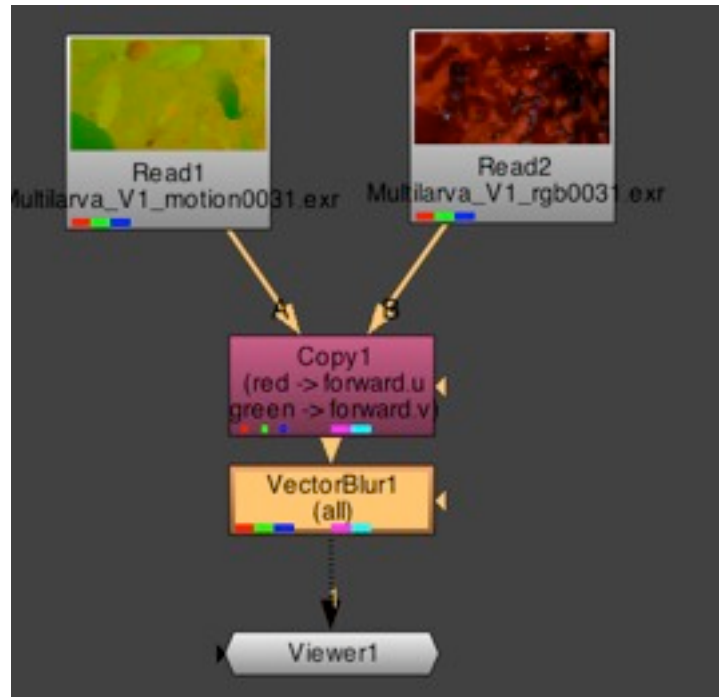 Read1
Multilarva_V1_motion0031.exr
Read2
Multilarva_V1_rgb0031.exr
A
B
Copy1
(red -> forward.u
green -> forward.v)
VectorBlur1
(all)
1
Viewer1